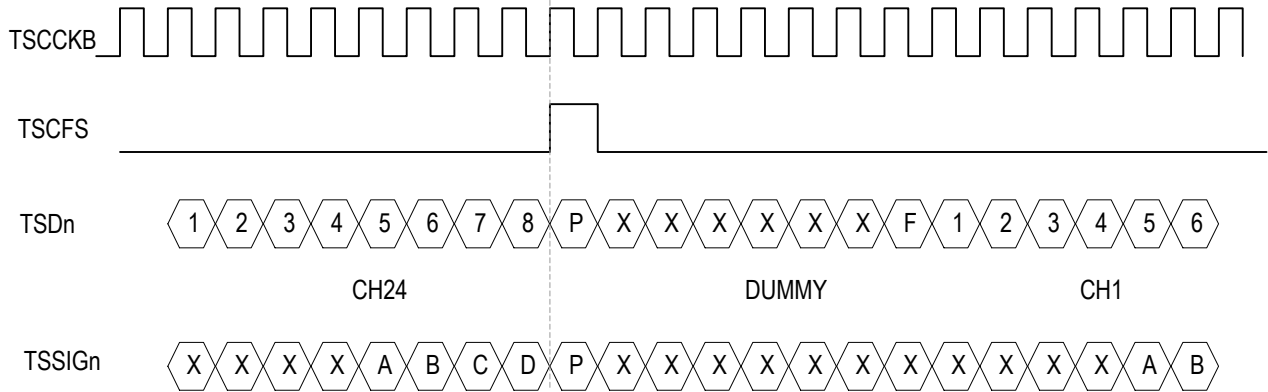 TSCCKB
TSCFS
TSDn 1 2 3 4 5 6 7 8 P X X X X X X F 1 2 3 4 5 6
CH24 DUMMY CH1
TSSIGn X X X X A B C D P X X X X X X X X X X X A B